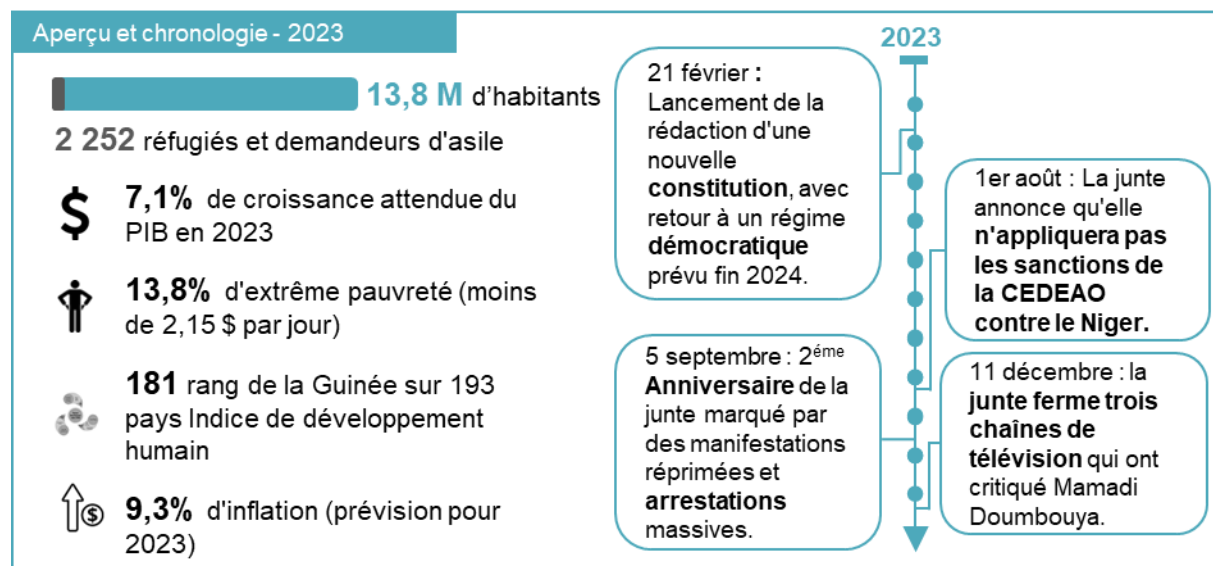 Aperçu et chronologie - 2023
13,8 M d’habitants
2 252 réfugiés et demandeurs d'asile
$
7,1% de croissance attendue du
PIB en 2023
13,8% d'extrême pauvreté (moins
de 2,15 $ par jour)
181 rang de la Guinée sur 193
pays Indice de développement
humain
$
9,3% d'inflation (prévision pour
2023)
2023
21 février :
Lancement de la
rédaction d'une
nouvelle
constitution, avec
retour à un régime
démocratique
prévu fin 2024.
1er août : La junte
annonce qu'elle
n'appliquera pas
les sanctions de
la CEDEAO
contre le Niger.
5 septembre : 2éme
Anniversaire de la
junte marqué par
des manifestations
réprimées et
arrestations
massives.
11 décembre : la
junte ferme trois
chaînes de
télévision qui ont
critiqué Mamadi
Doumbouya.